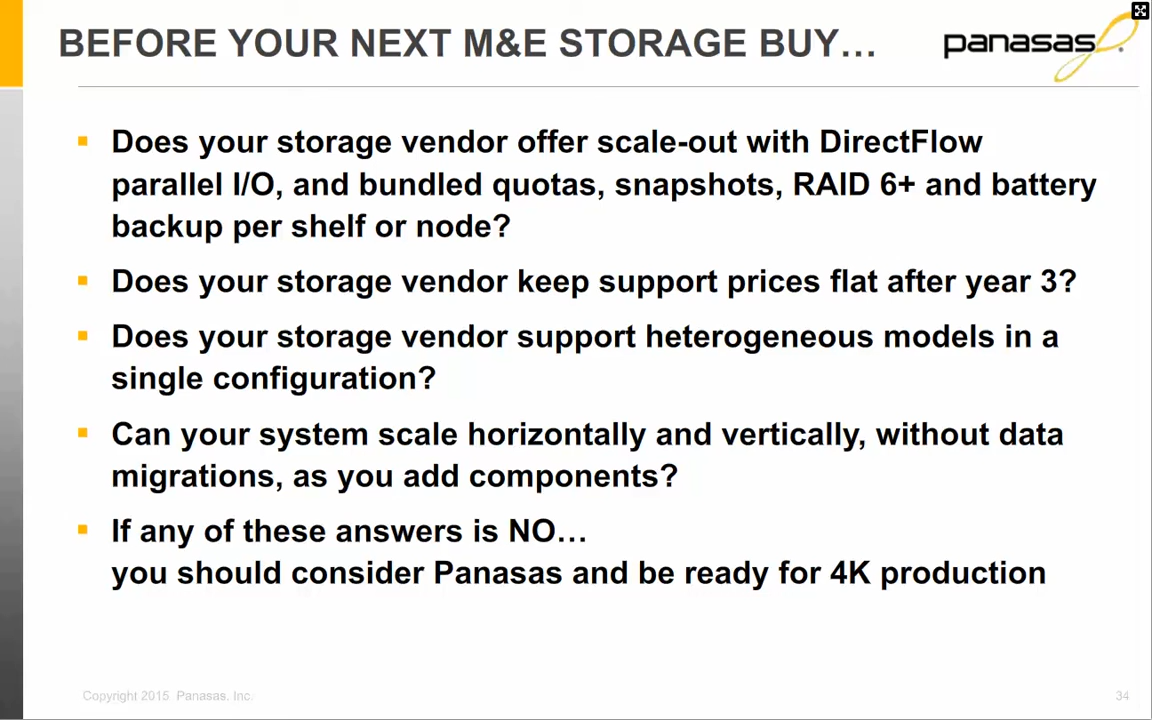 BEFORE YOUR NEXT M&E STORAGE BUY…
panasas
▪ Does your storage vendor offer scale-out with DirectFlow
parallel I/O, and bundled quotas, snapshots, RAID 6+ and battery
backup per shelf or node?
▪ Does your storage vendor keep support prices flat after year 3?
▪ Does your storage vendor support heterogeneous models in a
single configuration?
▪ Can your system scale horizontally and vertically, without data
migrations, as you add components?
▪ If any of these answers is NO…
you should consider Panasas and be ready for 4K production
Copyright 2015 Panasas, Inc.
34